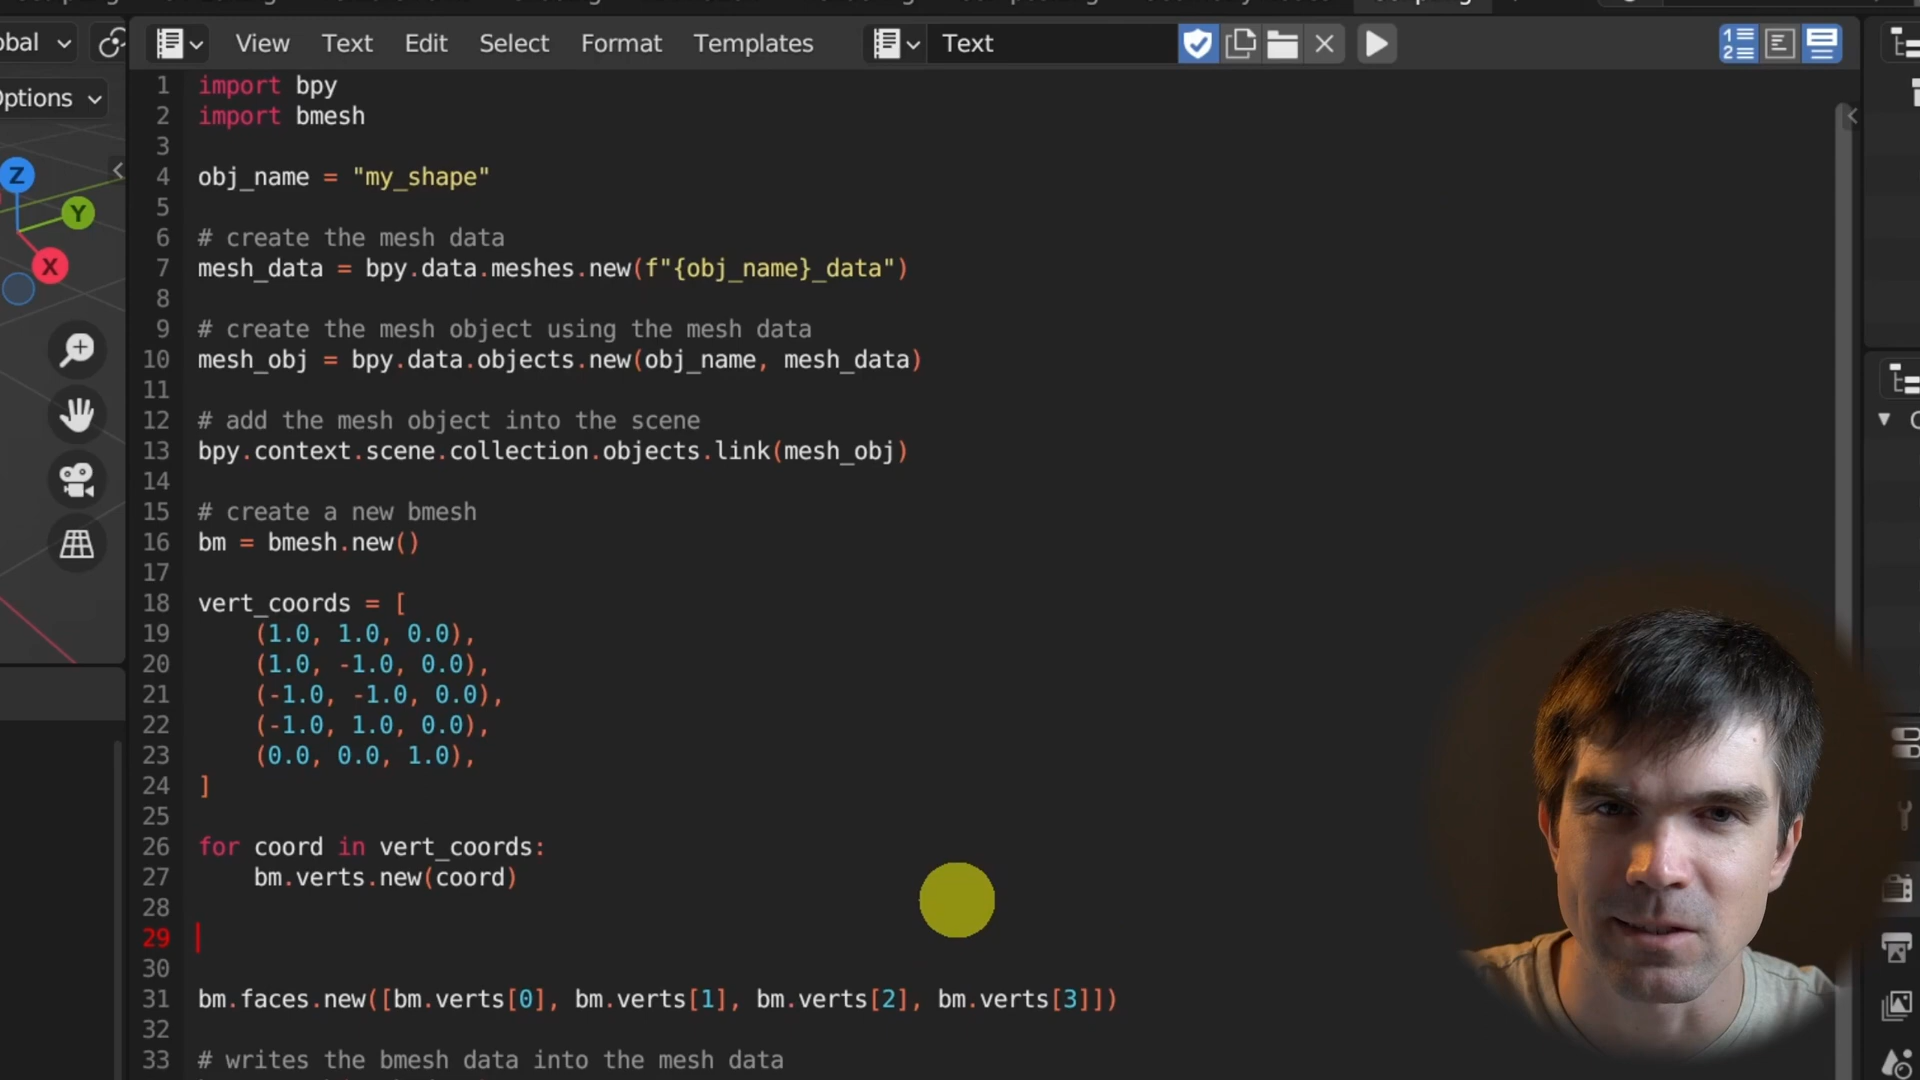 obal
View Text Edit Select Format Templates
Text
Options
Z
Y
X
1 import bpy
2 import bmesh
3
4 obj_name = "my_shape"
5
6 # create the mesh data
7 mesh_data = bpy.data.meshes.new(f"{obj_name}_data")
8
9 # create the mesh object using the mesh data
10 mesh_obj = bpy.data.objects.new(obj_name, mesh_data)
11
12 # add the mesh object into the scene
13 bpy.context.scene.collection.objects.link(mesh_obj)
14
15 # create a new bmesh
16 bm = bmesh.new()
17
18 vert_coords = [
19     (1.0, 1.0, 0.0),
20     (1.0, -1.0, 0.0),
21     (-1.0, -1.0, 0.0),
22     (-1.0, 1.0, 0.0),
23     (0.0, 0.0, 1.0),
24 ]
25
26 for coord in vert_coords:
27     bm.verts.new(coord)
28
29
30
31 bm.faces.new([bm.verts[0], bm.verts[1], bm.verts[2], bm.verts[3]])
32
33 # writes the bmesh data into the mesh data